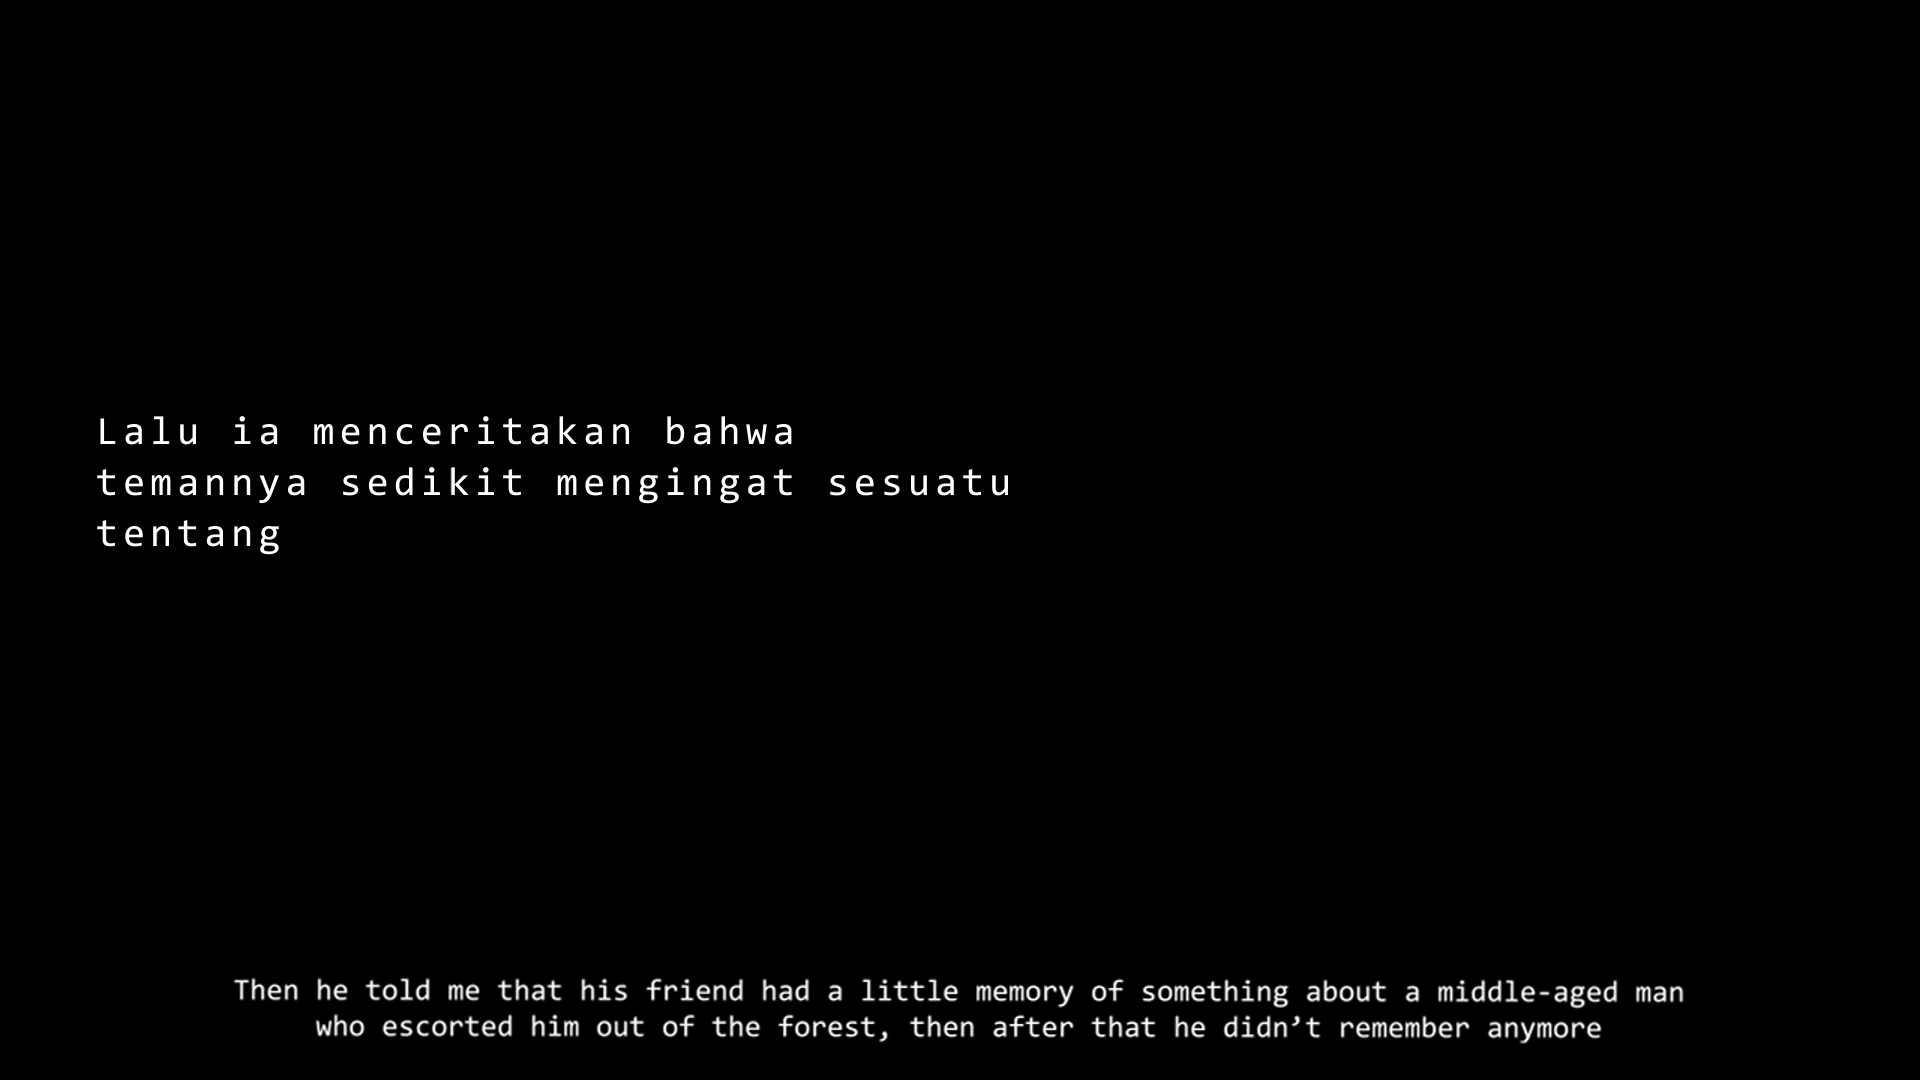 Lalu ia menceritakan bahwa
temannya sedikit mengingat sesuatu
tentang
Then he told me that his friend had a little memory of something about a middle-aged man
who escorted him out of the forest, then after that he didn’t remember anymore